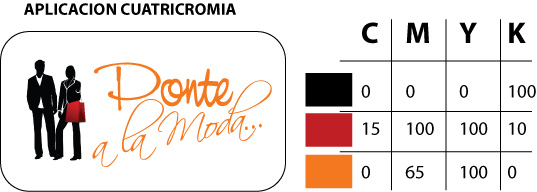 APLICACION CUATRICROMIA
Ponte
a la Moda...
C M Y K
0 0 0 100
15 100 100 10
0 65 100 0